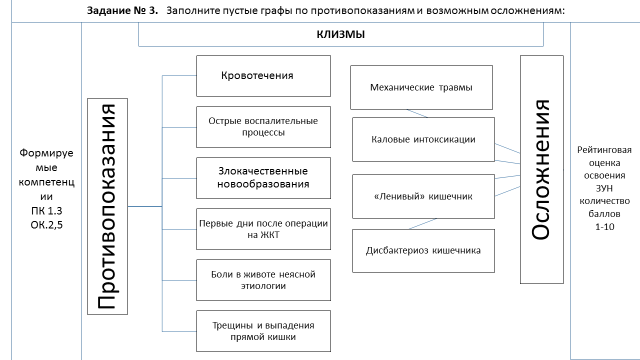 Задание № 3. Заполните пустые графы по противопоказаниям и возможным осложнениям:
КЛИЗМЫ
Формируе
мые
компетенц
ии
ПК 1.3
ОК.2,5
Противопоказания
Кровотечения
Острые воспалительные
процессы
Злокачественные
новообразования
Первые дни после операции
на ЖКТ
Боли в животе неясной
этиологии
Трещины и выпадения
прямой кишки
Механические травмы
Каловые интоксикации
«Ленивый» кишечник
Дисбактериоз кишечника
Осложнения
Рейтинговая
оценка
освоения
ЗУН
количество
баллов
1-10